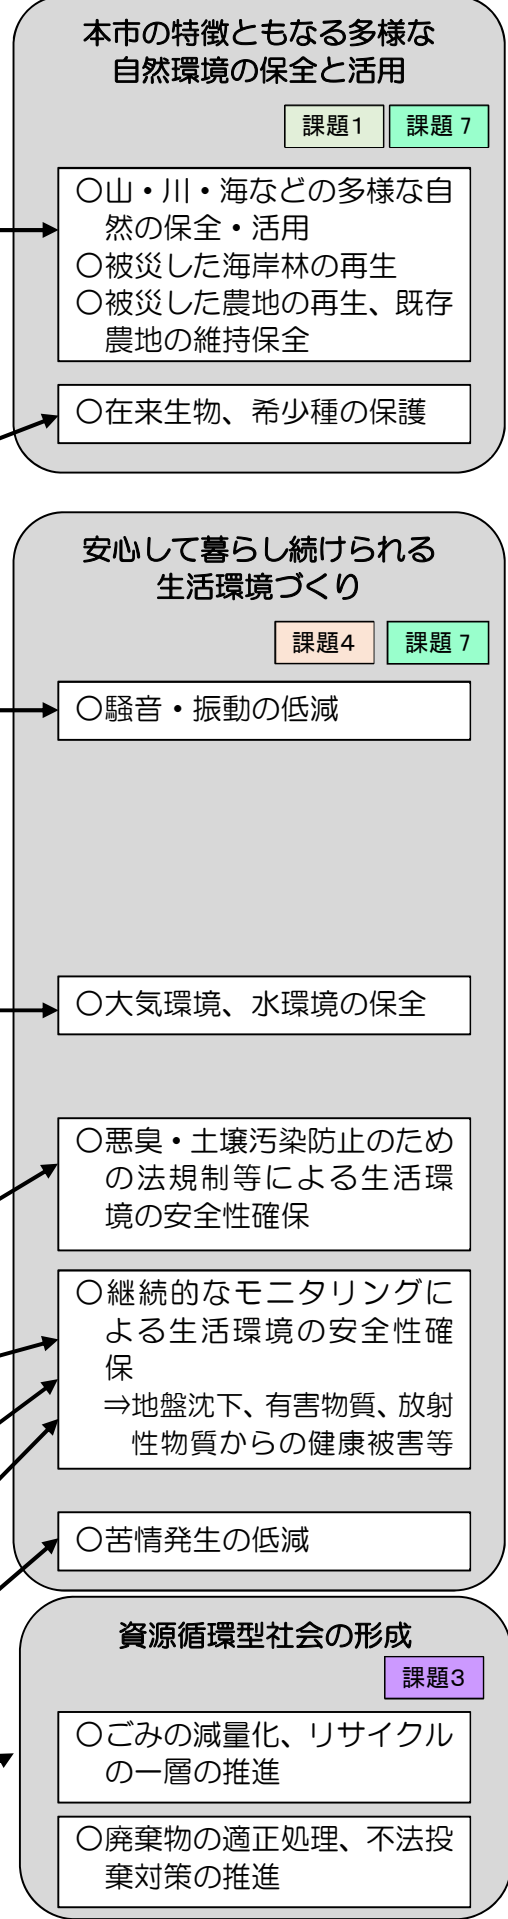 本市の特徴ともなる多様な
自然環境の保全と活用
課題1 課題7
○山・川・海などの多様な自
然の保全・活用
○被災した海岸林の再生
○被災した農地の再生、既存
農地の維持保全
○在来生物、希少種の保護
安心して暮らし続けられる
生活環境づくり
課題4 課題7
○騒音・振動の低減
○大気環境、水環境の保全
○悪臭・土壌汚染防止のため
の法規制等による生活環
境の安全性確保
○継続的なモニタリングに
よる生活環境の安全性確
保
⇒地盤沈下、有害物質、放射
性物質からの健康被害等
○苦情発生の低減
資源循環型社会の形成
課題3
○ごみの減量化、リサイクル
の一層の推進
○廃棄物の適正処理、不法投
棄対策の推進